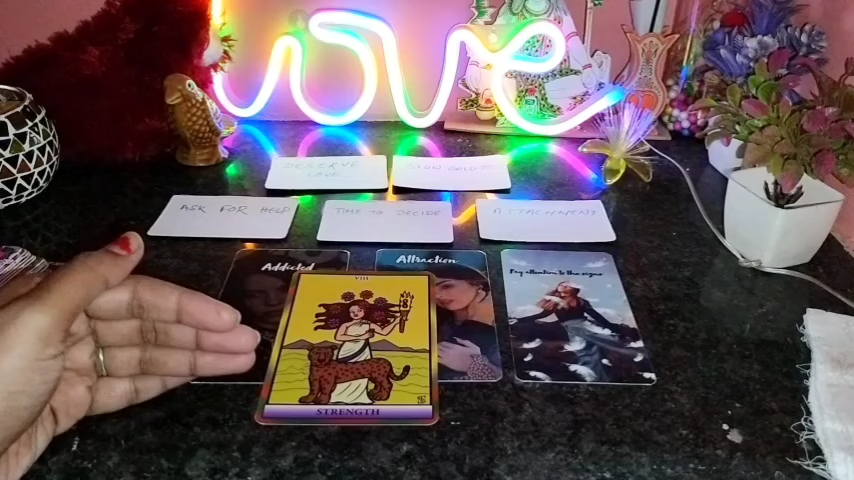 love
DESERVE
LOVE
SLOW DOWN
ASK FOR HELP
TIME TO DECIDE
ATTACHMENT
Addicted
Attraction
Pay attention to the signs
VIII
STRENGTH